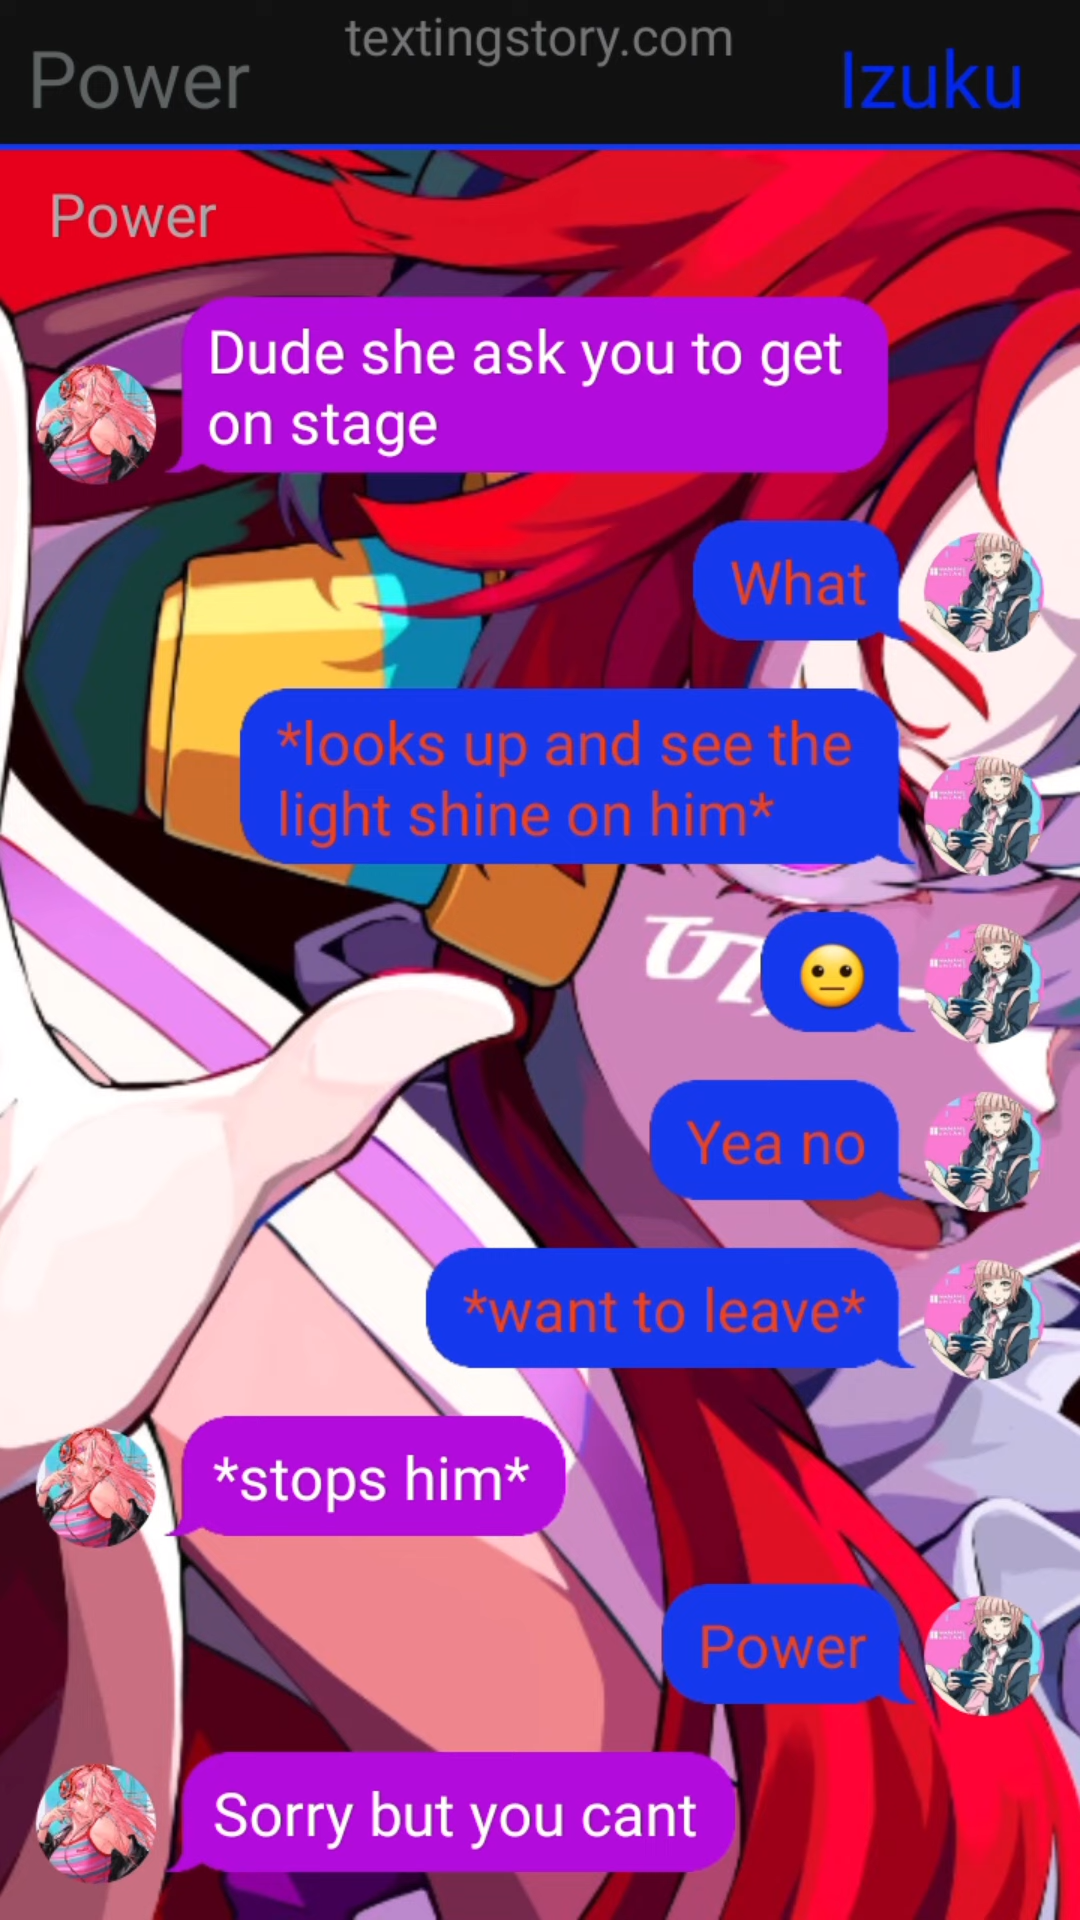 textingstory.com
Power
Izuku
Power
Dude she ask you to get
on stage
What
*looks up and see the
light shine on him*
😐
Yea no
*want to leave*
*stops him*
Power
Sorry but you cant